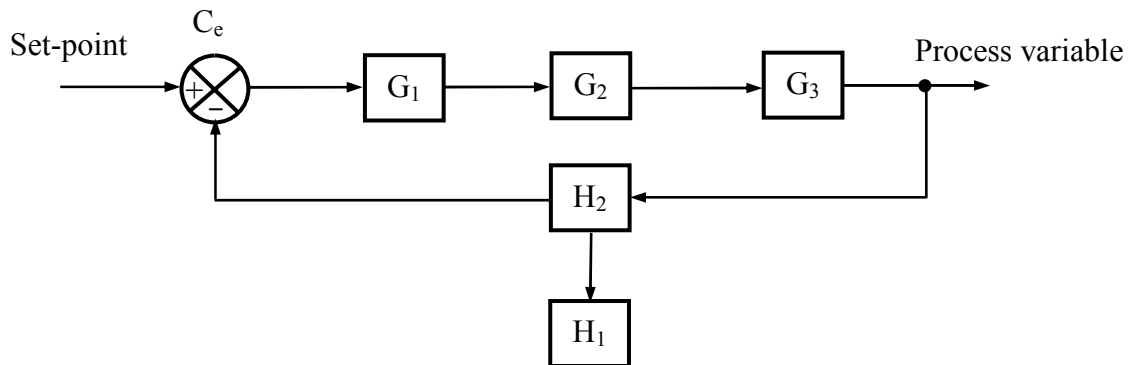 Cₑ
Set-point
Process variable
+
−
G₁
G₂
G₃
H₂
H₁